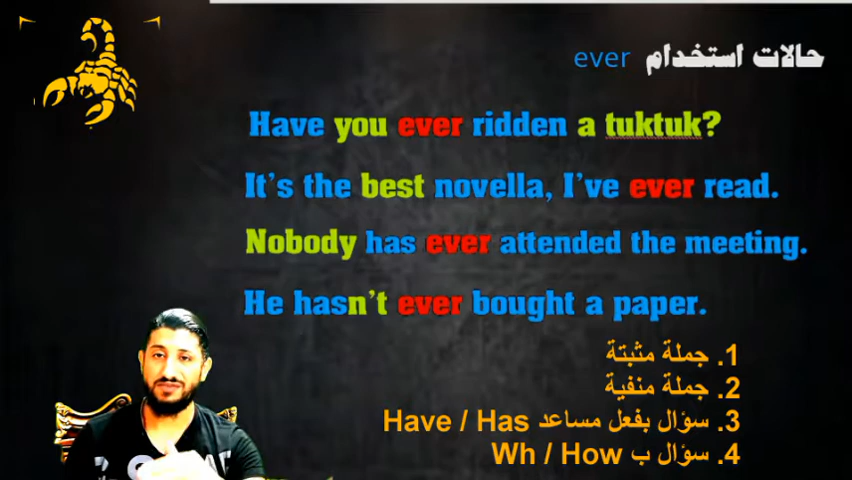 حالات استخدام ever
Have you ever ridden a tuktuk?
It's the best novella, I've ever read.
Nobody has ever attended the meeting.
He hasn't ever bought a paper.
1. جملة مثبتة
2. جملة منفية
3. سؤال بفعل مساعد Have / Has
4. سؤال ب Wh / How